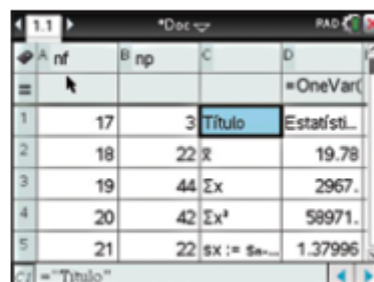 1.1 *Doc PAD
A nf B np C D
= =OneVar(
1 17 3 Título Estatísti...
2 18 22 x̄ 19.78
3 19 44 Σx 2967.
4 20 42 Σx² 58971.
5 21 22 sx := sₙ-... 1.37996
C1 ="Título"